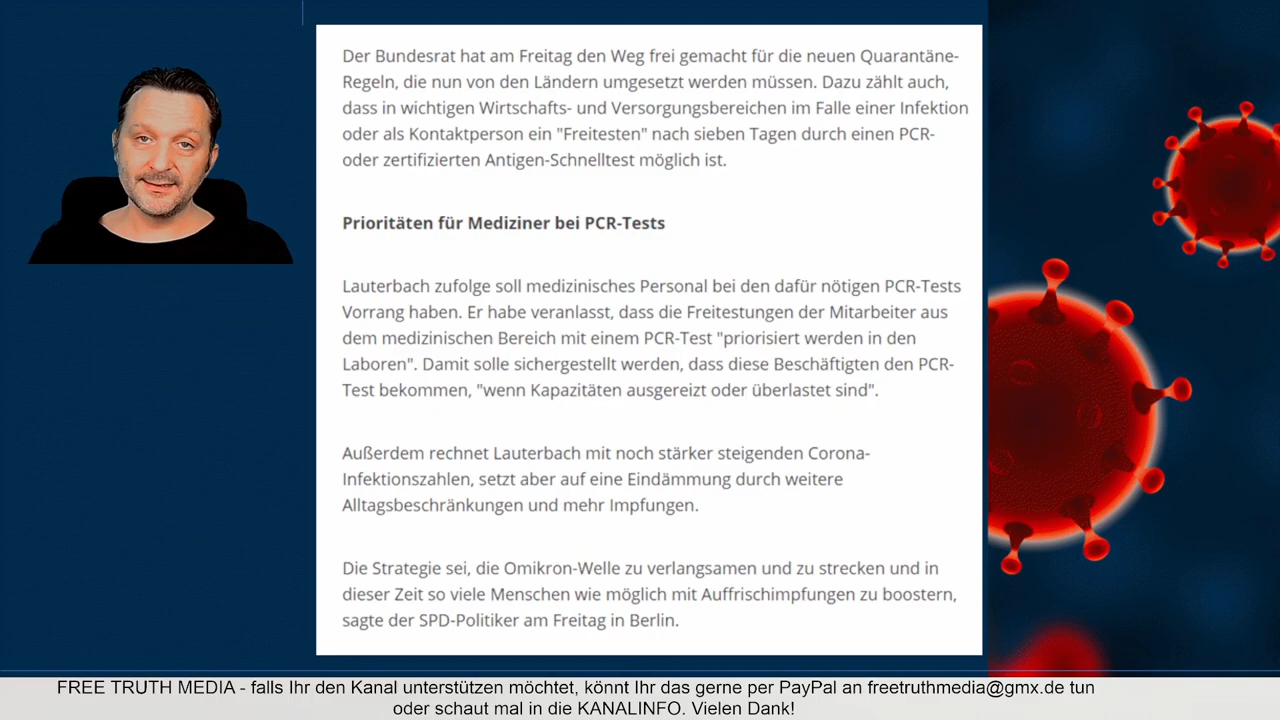 Der Bundesrat hat am Freitag den Weg frei gemacht für die neuen Quarantäne-
Regeln, die nun von den Ländern umgesetzt werden müssen. Dazu zählt auch,
dass in wichtigen Wirtschafts- und Versorgungsbereichen im Falle einer Infektion
oder als Kontaktperson ein "Freitesten" nach sieben Tagen durch einen PCR-
oder zertifizierten Antigen-Schnelltest möglich ist.
Prioritäten für Mediziner bei PCR-Tests
Lauterbach zufolge soll medizinisches Personal bei den dafür nötigen PCR-Tests
Vorrang haben. Er habe veranlasst, dass die Freitestungen der Mitarbeiter aus
dem medizinischen Bereich mit einem PCR-Test "priorisiert werden in den
Laboren". Damit solle sichergestellt werden, dass diese Beschäftigten den PCR-
Test bekommen, "wenn Kapazitäten ausgereizt oder überlastet sind".
Außerdem rechnet Lauterbach mit noch stärker steigenden Corona-
Infektionszahlen, setzt aber auf eine Eindämmung durch weitere
Alltagsbeschränkungen und mehr Impfungen.
Die Strategie sei, die Omikron-Welle zu verlangsamen und zu strecken und in
dieser Zeit so viele Menschen wie möglich mit Auffrischimpfungen zu boostern,
sagte der SPD-Politiker am Freitag in Berlin.
FREE TRUTH MEDIA - falls Ihr den Kanal unterstützen möchtet, könnt Ihr das gerne per PayPal an freetruthmedia@gmx.de tun
oder schaut mal in die KANALINFO. Vielen Dank!